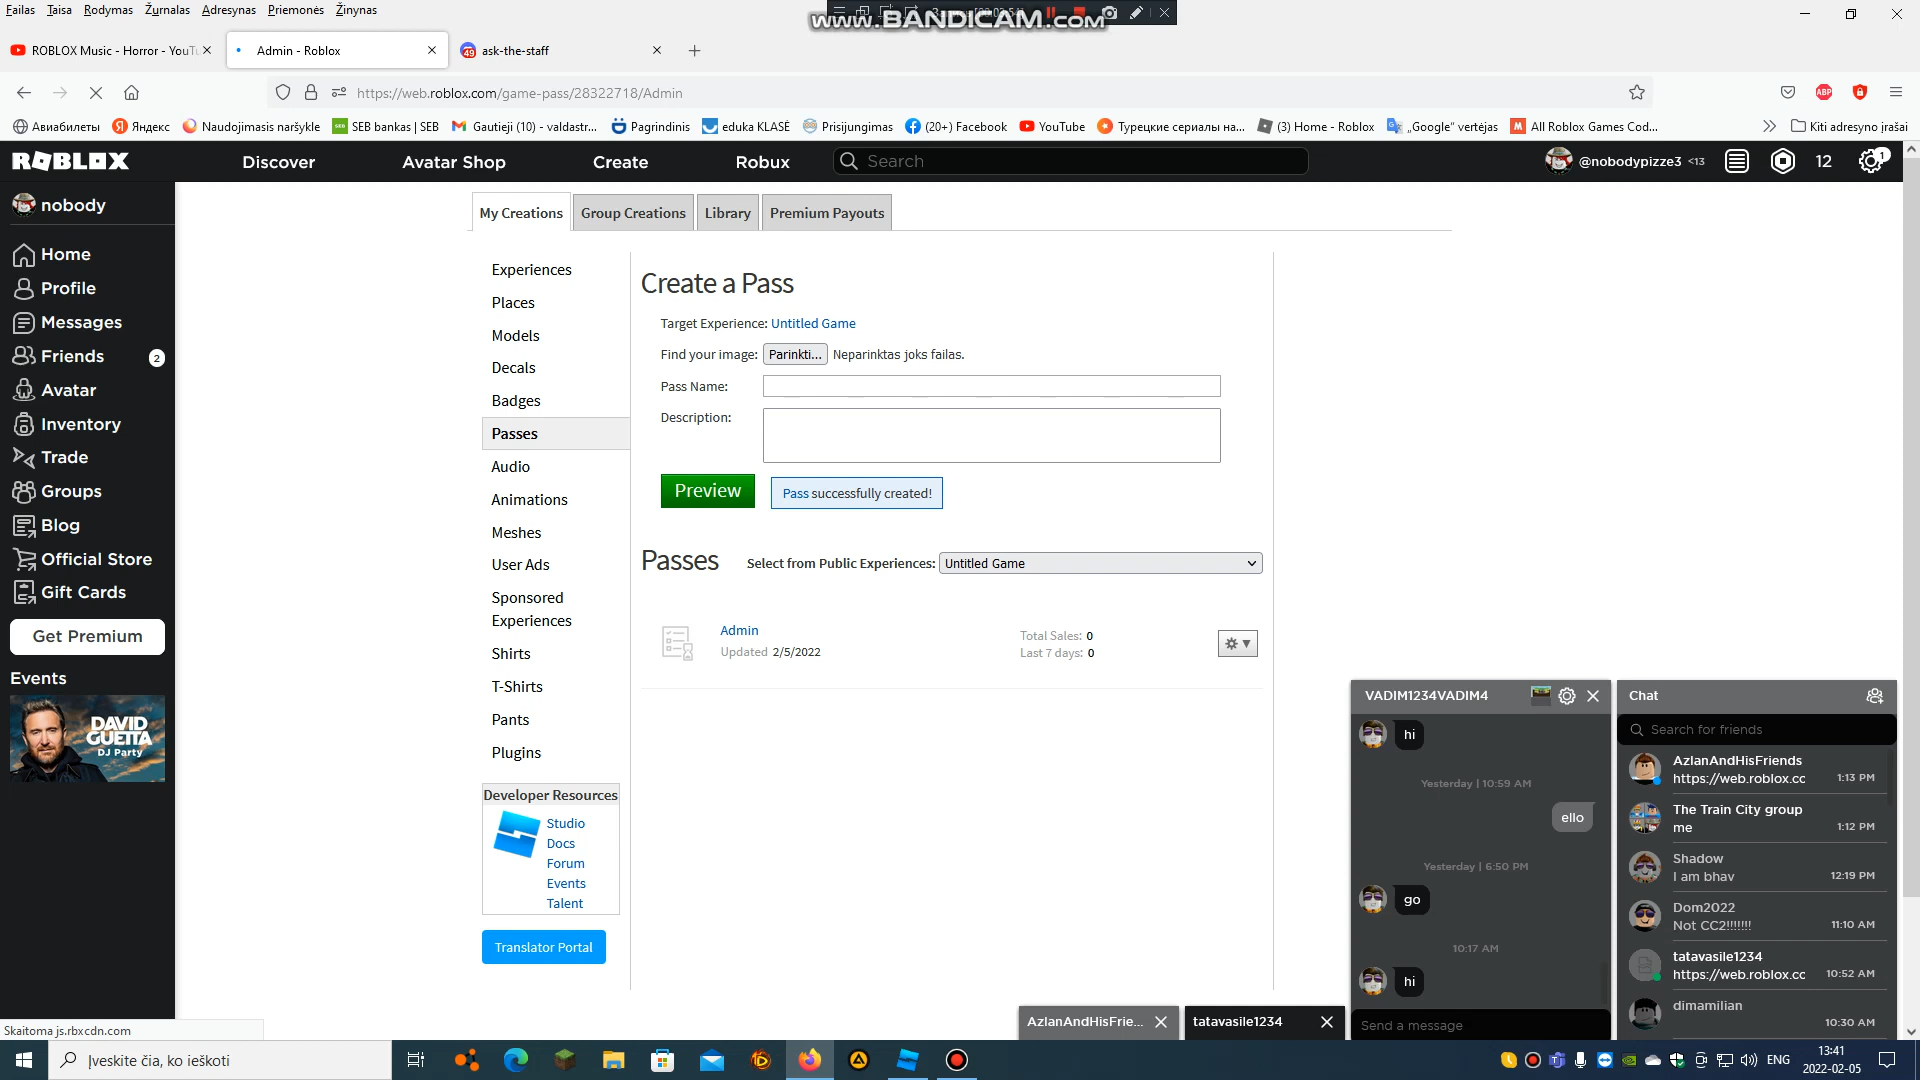 Failas Taisa Rodymas Žurnalas Adresynas Priemonės Žinynas
www.BANDICAM.com
ROBLOX Music - Horror - YouTu
Admin - Roblox
49 ask-the-staff
https://web.roblox.com/game-pass/28322718/Admin
Авиабилеты Яндекс Naudojimasis naršykle SEB bankas | SEB Gautieji (10) - valdastr... Pagrindinis eduka KLASĖ Prisijungimas (20+) Facebook YouTube Турецкие сериалы на... (3) Home - Roblox „Google“ vertėjas All Roblox Games Cod... Kiti adresyno įrašai
ROBLOX Discover Avatar Shop Create Robux Search @nobodypizze3 <13 12 1
nobody
Home
Profile
Messages
Friends 2
Avatar
Inventory
Trade
Groups
Blog
Official Store
Gift Cards
Get Premium
Events
DAVID
GUETTA
DJ Party
My Creations Group Creations Library Premium Payouts
Experiences
Places
Models
Decals
Badges
Passes
Audio
Animations
Meshes
User Ads
Sponsored
Experiences
Shirts
T-Shirts
Pants
Plugins
Developer Resources
Studio
Docs
Forum
Events
Talent
Translator Portal
Create a Pass
Target Experience: Untitled Game
Find your image: Parinkti... Neparinktas joks failas.
Pass Name:
Description:
Preview Pass successfully created!
Passes Select from Public Experiences: Untitled Game
Admin
Updated 2/5/2022
Total Sales: 0
Last 7 days: 0
VADIM1234VADIM4
hi
Yesterday | 10:59 AM
ello
Yesterday | 6:50 PM
go
10:17 AM
hi
Send a message
Chat
Search for friends
AzlanAndHisFriends
https://web.roblox.cc 1:13 PM
The Train City group
me 1:12 PM
Shadow
I am bhav 12:19 PM
Dom2022
Not CC2!!!!!!! 11:10 AM
tatavasile1234
https://web.roblox.cc 10:52 AM
dimamilian
10:30 AM
AzlanAndHisFrie...
tatavasile1234
Skaitoma js.rbxcdn.com
Įveskite čia, ko ieškoti
ENG
13:41
2022-02-05